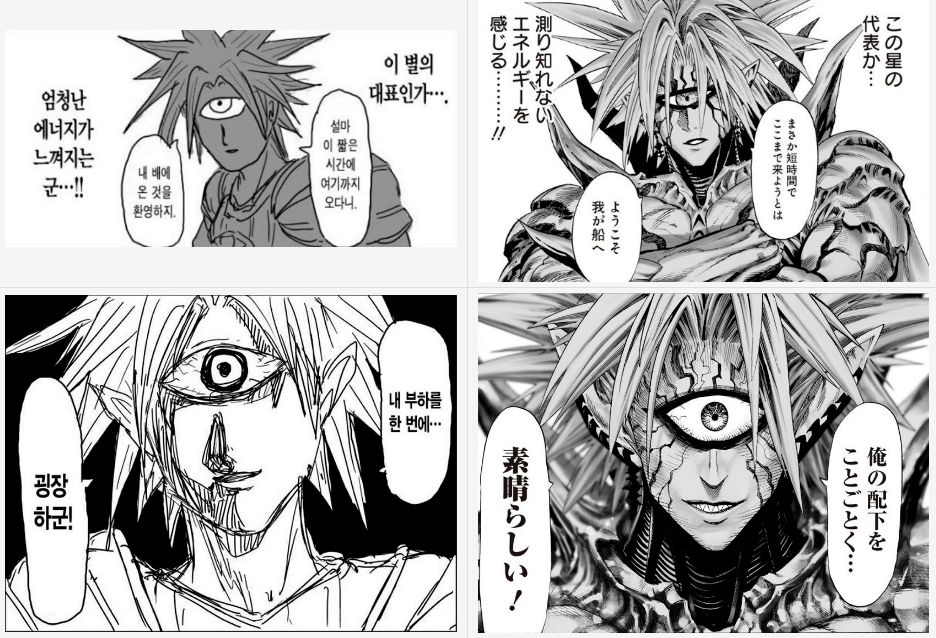 이 별의
대표인가….
엄청난
에너지가
느껴지는
군…!!
설마
이 짧은
시간에
여기까지
오다니.
내 배에
온 것을
환영하지.
この星の
代表か…
測り知れない
エネルギーを
感じる………!!
まさか短時間で
ここまで来ようとは
ようこそ
我が船へ
내 부하를
한 번에…
굉장
하군!
俺の配下を
ことごとく…
素晴らしい!